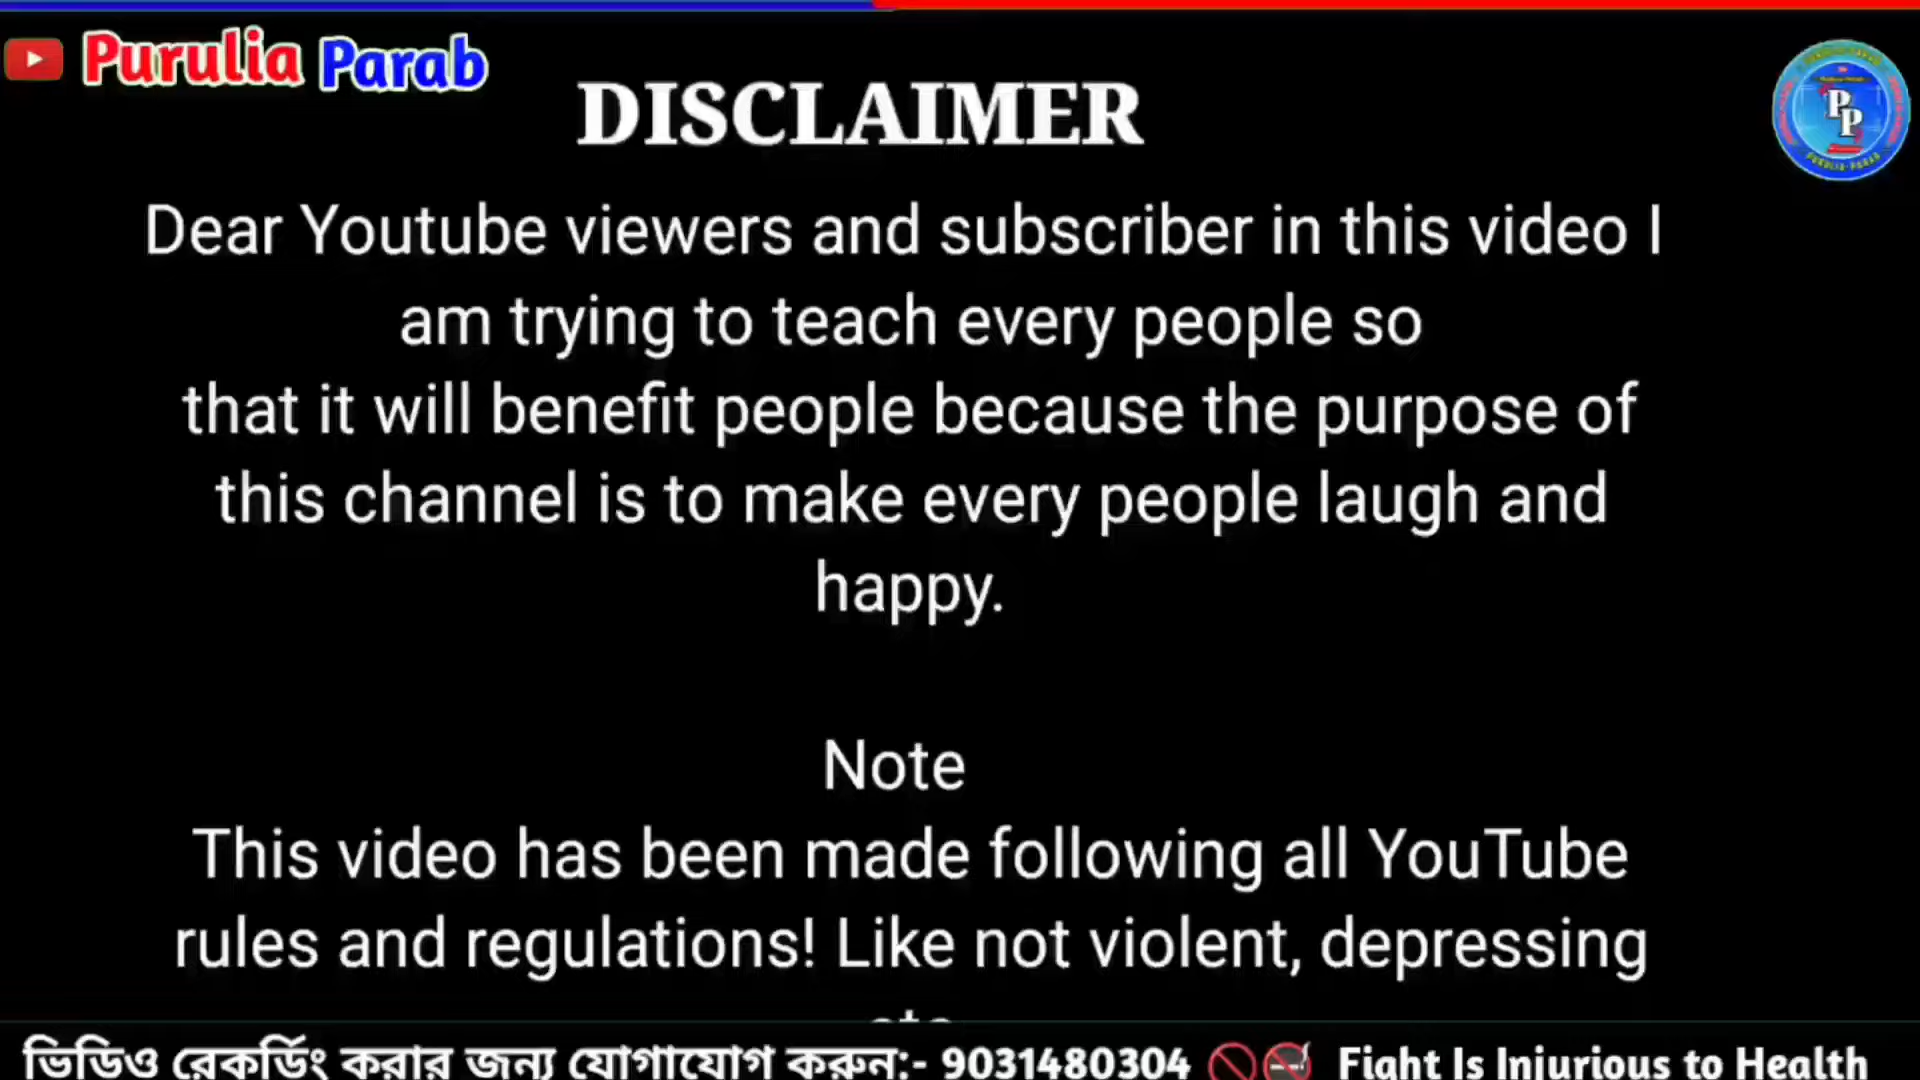 Purulia Parab
DISCLAIMER
PP
Dear Youtube viewers and subscriber in this video I
am trying to teach every people so
that it will benefit people because the purpose of
this channel is to make every people laugh and
happy.
Note
This video has been made following all YouTube
rules and regulations! Like not violent, depressing
ভিডিও রেকর্ডিং করার জন্য যোগাযোগ করুন:- 9031480304 Fight Is Injurious to Health